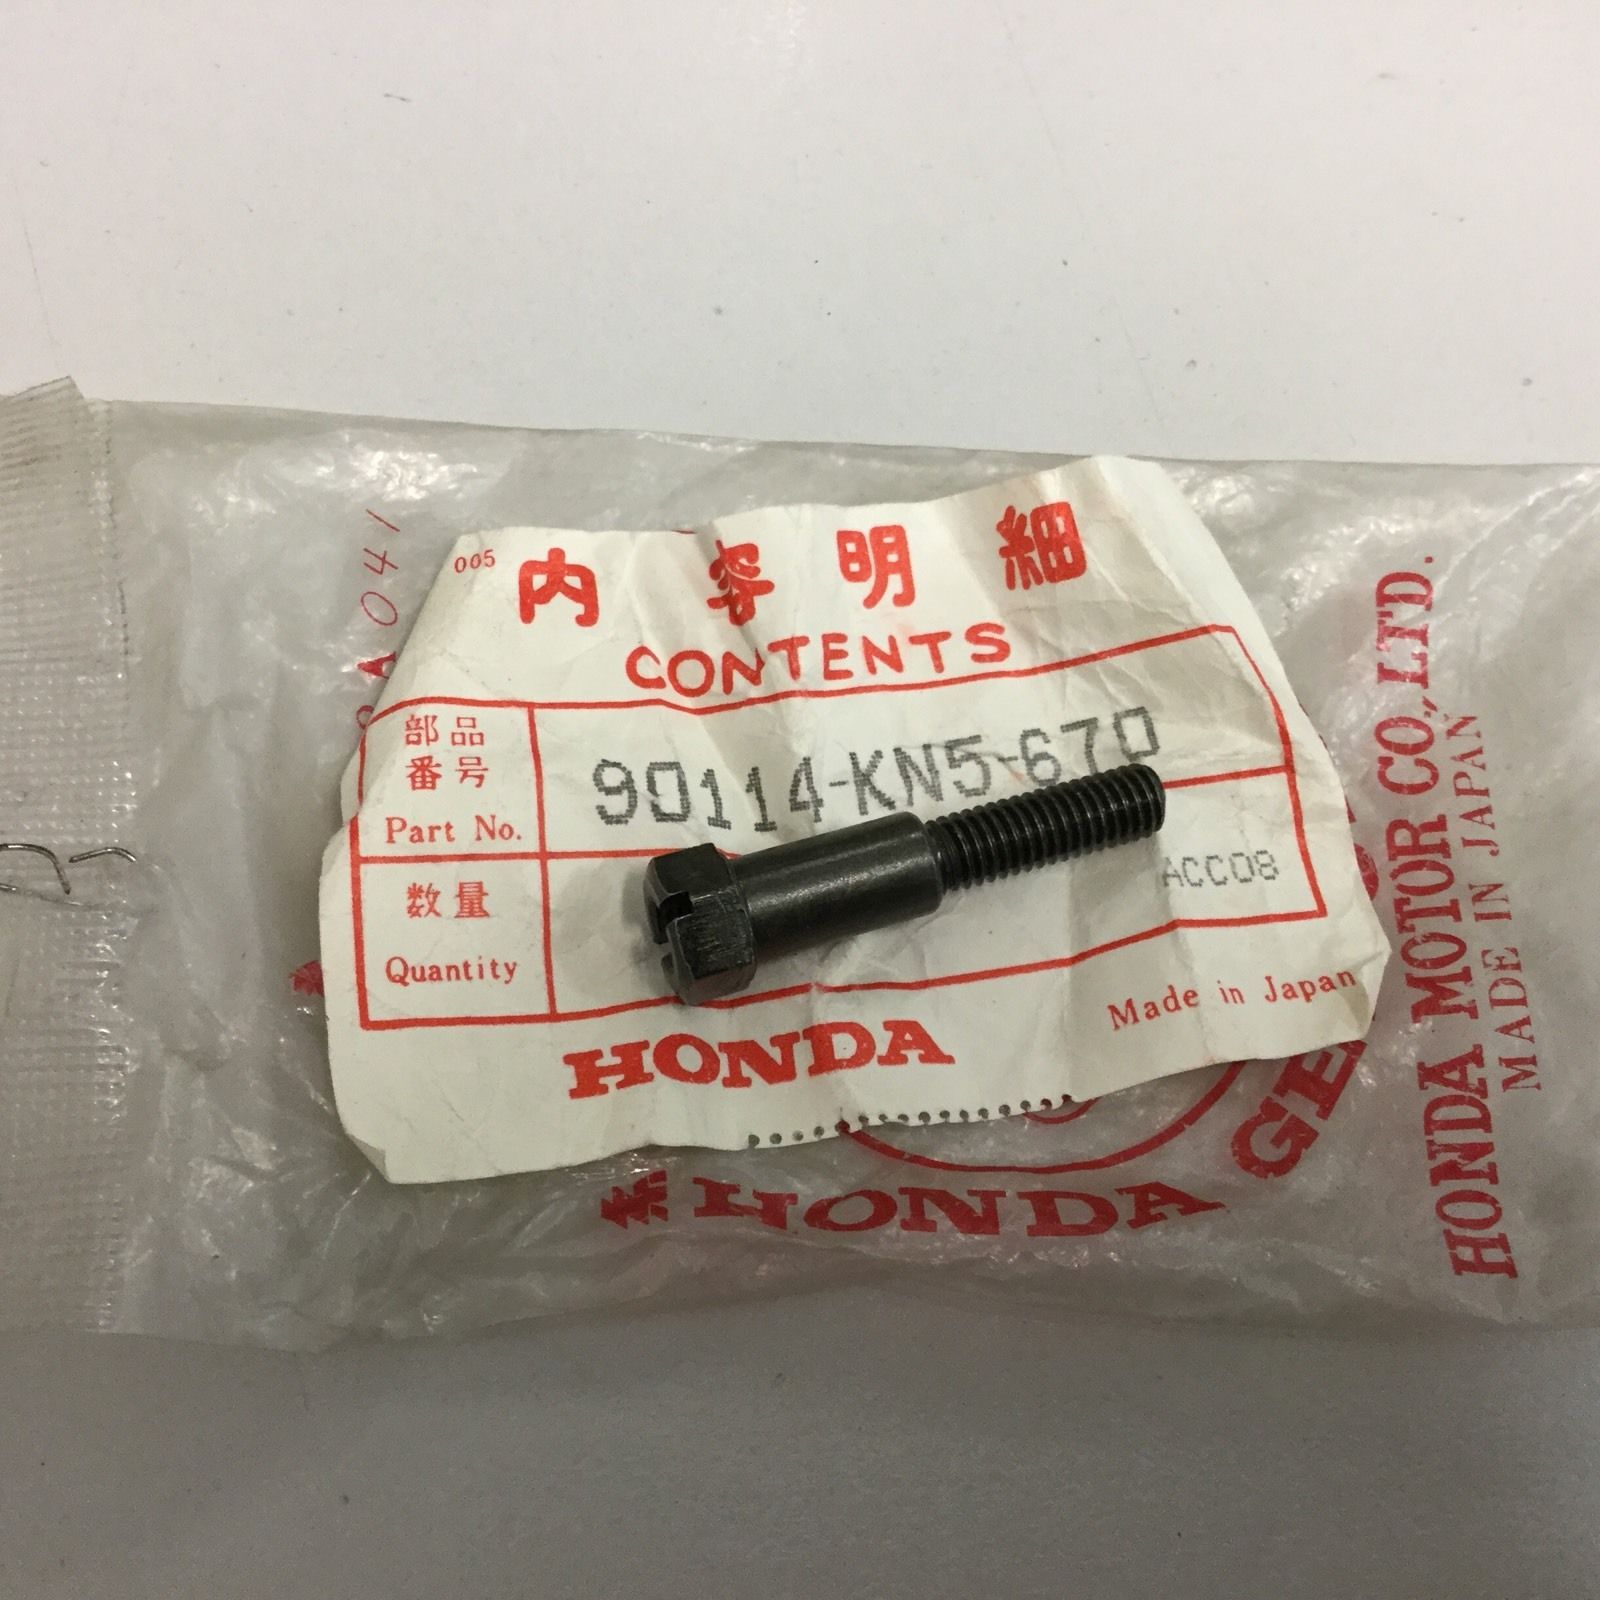 005
内容明細
CONTENTS
部品
番号
Part No.
90114-KN5-670
数量
Quantity
ACC08
Made in Japan
HONDA
A041
HONDA
HONDA MOTOR CO., LTD.
MADE IN JAPAN